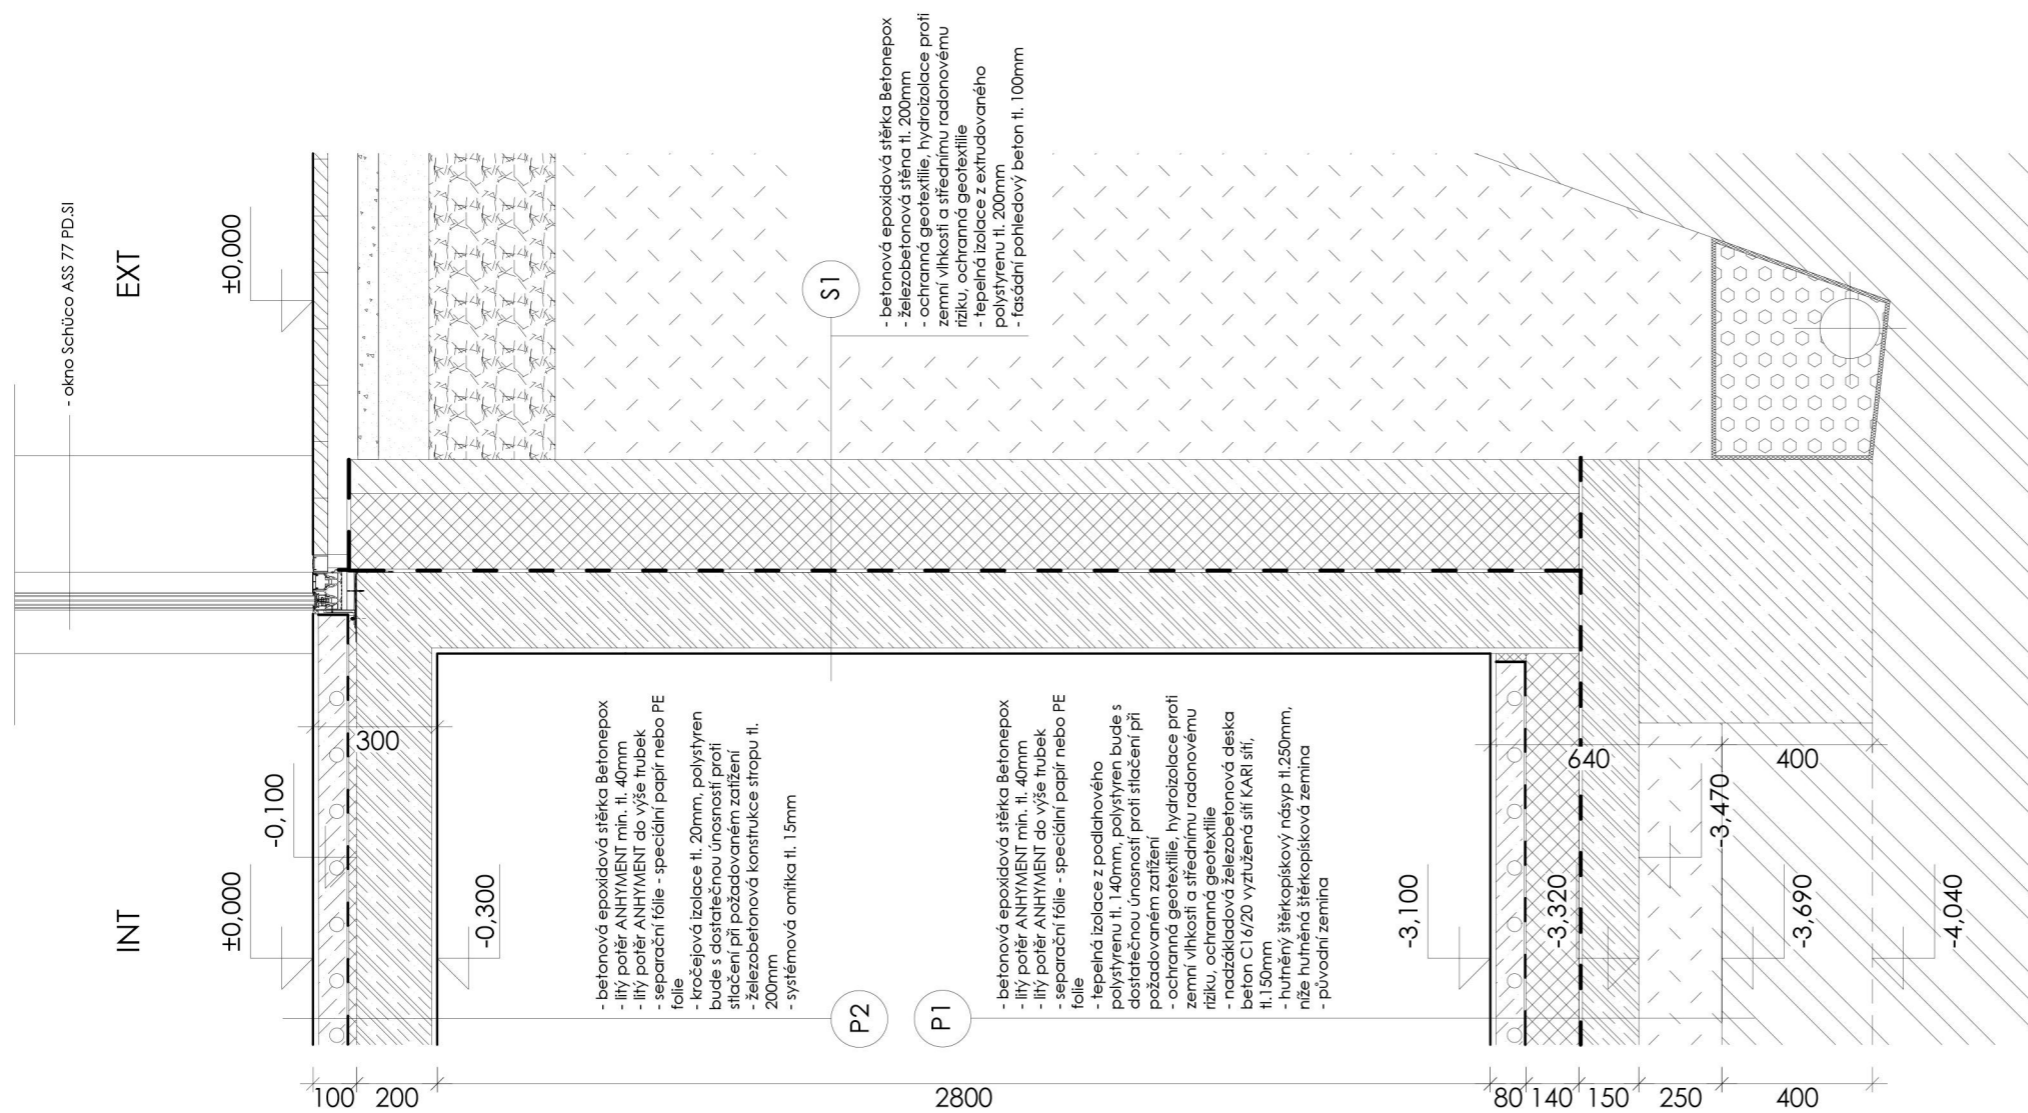 - okno Schüco ASS 77 PD.SI
EXT
±0,000
S1
- betonová epoxidová stěrka Betonepox
- železobetonová stěna tl. 200mm
- ochranná geotextilie, hydroizolace proti
zemní vlhkosti a střednímu radonovému
riziku, ochranná geotextilie
- tepelná izolace z extrudovaného
polystyrenu tl. 200mm
- fasádní pohledový beton tl. 100mm
INT
±0,000
-0,100
300
-0,300
- betonová epoxidová stěrka Betonepox
- litý potěr ANHYMENT min. tl. 40mm
- litý potěr ANHYMENT do výše trubek
- separační fólie - speciální papír nebo PE
folie
- kročejová izolace tl. 20mm, polystyren
bude s dostatečnou únosností proti
stlačení při požadovaném zatížení
- železobetonová konstrukce stropu tl.
200mm
- systémová omítka tl. 15mm
P2
P1
- betonová epoxidová stěrka Betonepox
- litý potěr ANHYMENT min. tl. 40mm
- litý potěr ANHYMENT do výše trubek
- separační fólie - speciální papír nebo PE
folie
- tepelná izolace z podlahového
polystyrenu tl. 140mm, polystyren bude s
dostatečnou únosností proti stlačení při
požadovaném zatížení
- ochranná geotextilie, hydroizolace proti
zemní vlhkosti a střednímu radonovému
riziku, ochranná geotextilie
- nadzákladová železobetonová deska
beton C16/20 vyztužená sítí KARI sítí,
tl.150mm
- hutněný štěrkopískový násyp tl.250mm,
níže hutněná štěrkopísková zemina
- původní zemina
-3,100
640
400
-3,320
-3,470
-3,690
-4,040
100
200
2800
80
140
150
250
400